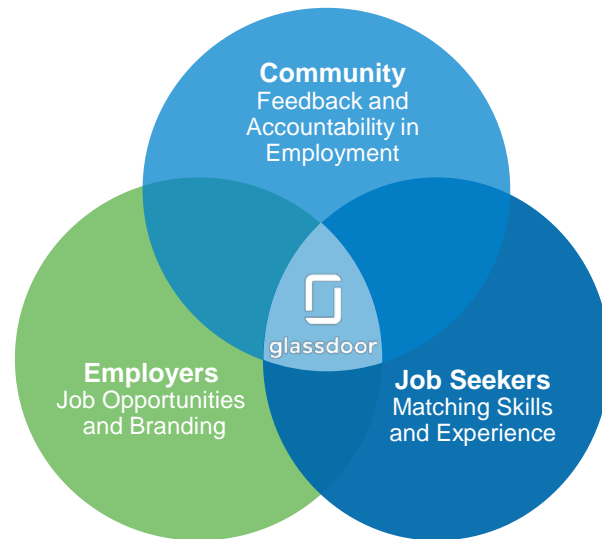 Community
Feedback and
Accountability in
Employment
glassdoor
Employers
Job Opportunities
and Branding
Job Seekers
Matching Skills
and Experience